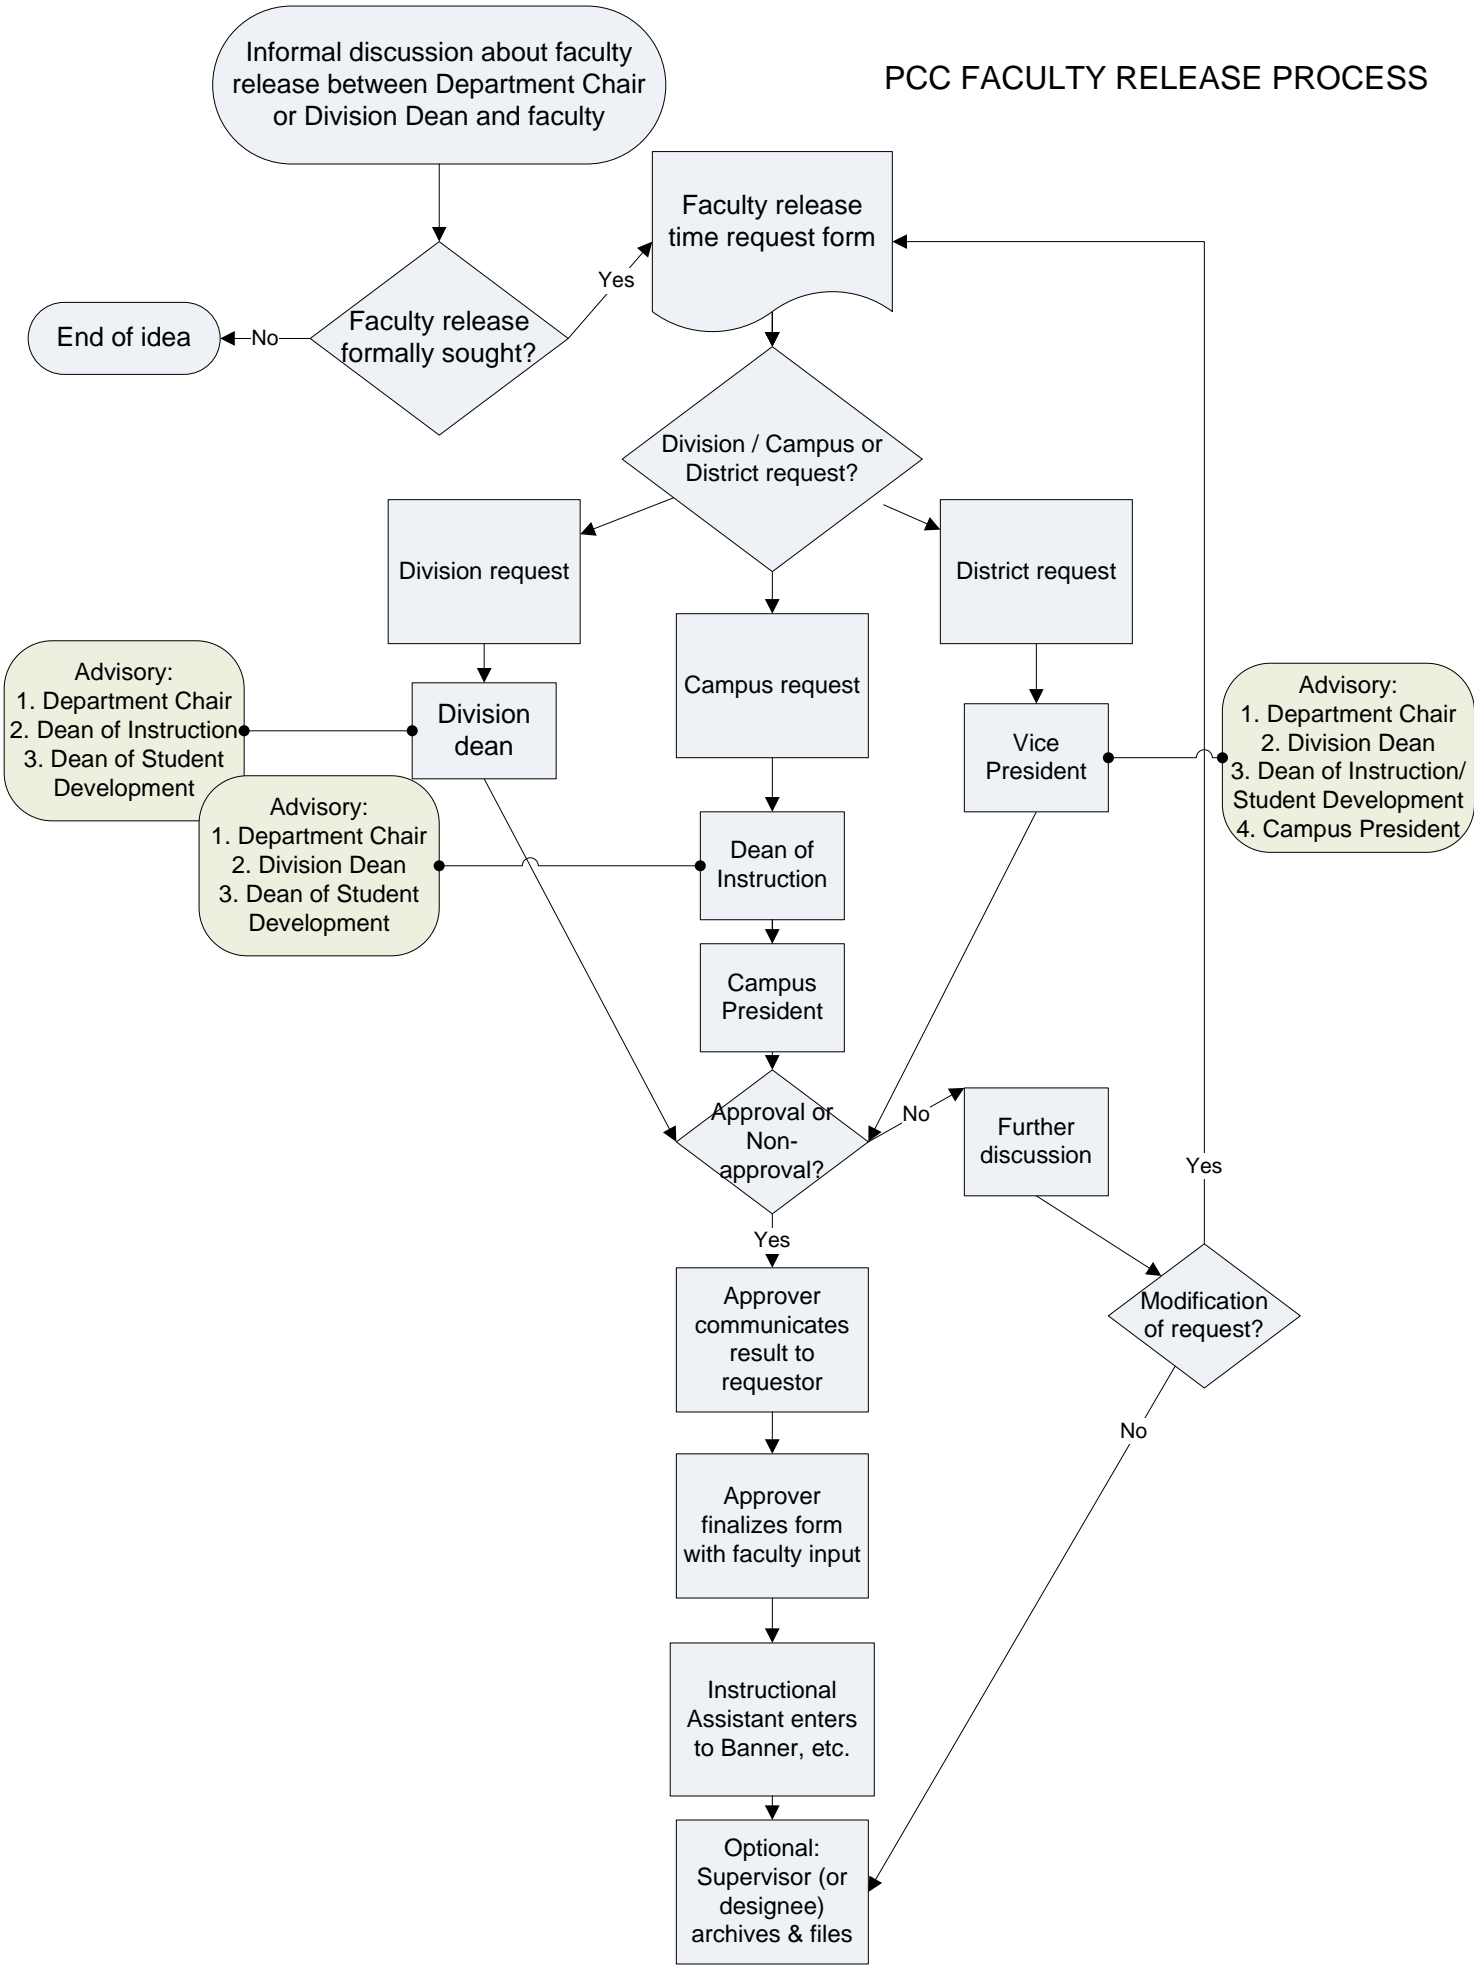 PCC FACULTY RELEASE PROCESS
Informal discussion about faculty
release between Department Chair
or Division Dean and faculty
Faculty release
time request form
Yes
Faculty release
formally sought?
No
End of idea
Division / Campus or
District request?
Division request
Campus request
District request
Advisory:
1. Department Chair
2. Dean of Instruction
3. Dean of Student
Development
Division
dean
Vice
President
Advisory:
1. Department Chair
2. Division Dean
3. Dean of Instruction/
Student Development
4. Campus President
Advisory:
1. Department Chair
2. Division Dean
3. Dean of Student
Development
Dean of
Instruction
Campus
President
Approval or
Non-
approval?
No
Further
discussion
Yes
Yes
Modification
of request?
No
Approver
communicates
result to
requestor
Approver
finalizes form
with faculty input
Instructional
Assistant enters
to Banner, etc.
Optional:
Supervisor (or
designee)
archives & files